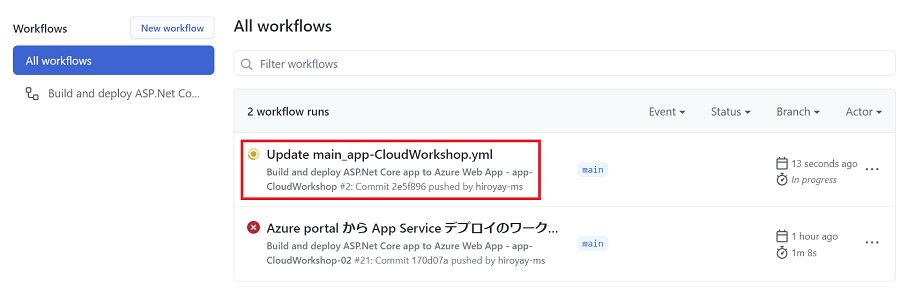 Workflows
New workflow
All workflows
Build and deploy ASP.Net Co...
All workflows
Filter workflows
2 workflow runs
Event
Status
Branch
Actor
Update main_app-CloudWorkshop.yml
Build and deploy ASP.Net Core app to Azure Web App - app-
CloudWorkshop #2: Commit 2e5f896 pushed by hiroyay-ms
main
13 seconds ago
In progress
Azure portal から App Service デプロイのワーク...
Build and deploy ASP.Net Core app to Azure Web App - app-
CloudWorkshop-02 #21: Commit 170d07a pushed by hiroyay-ms
main
1 hour ago
1m 8s